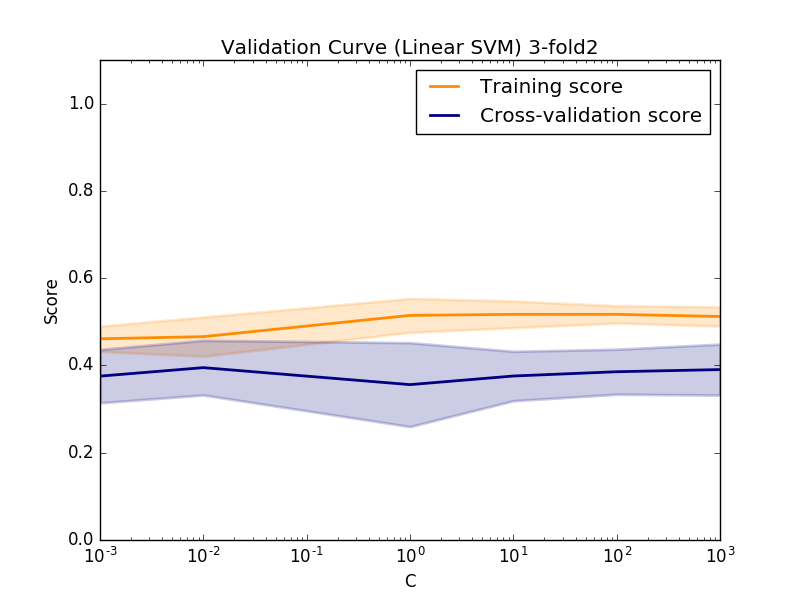 Validation Curve (Linear SVM) 3-fold2
Training score
Cross-validation score
1.0
0.8
0.6
0.4
0.2
0.0
Score
10⁻³ 10⁻² 10⁻¹ 10⁰ 10¹ 10² 10³
C